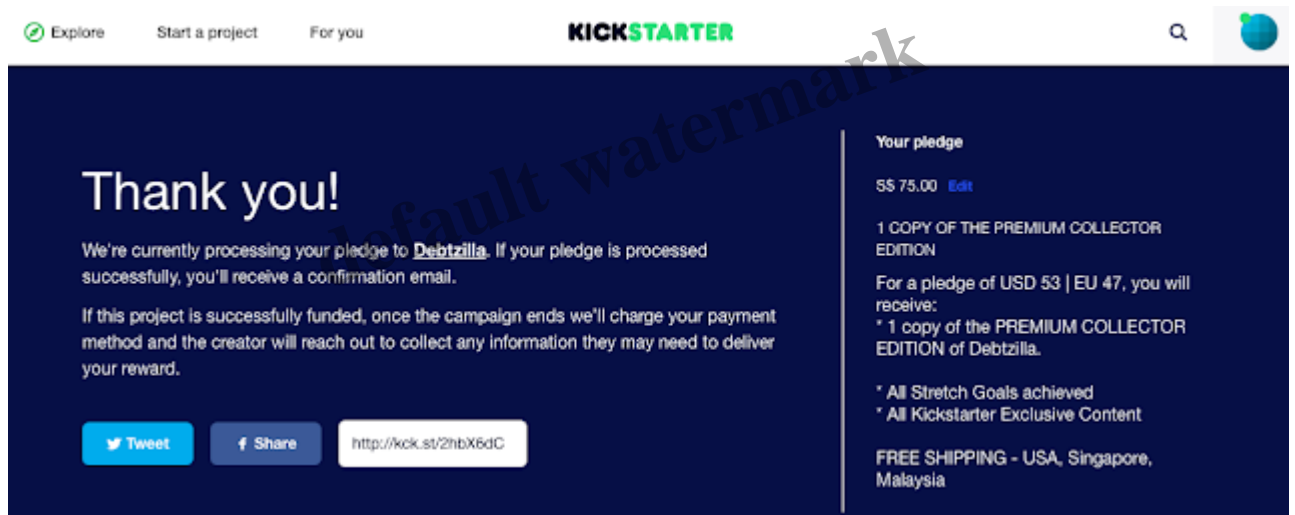 Explore Start a project For you KICKSTARTER
Thank you!
We're currently processing your pledge to Debtzilla. If your pledge is processed
successfully, you'll receive a confirmation email.
If this project is successfully funded, once the campaign ends we'll charge your payment
method and the creator will reach out to collect any information they may need to deliver
your reward.
Tweet Share http://kck.st/2hbX6dC
Your pledge
S$ 75.00 Edit
1 COPY OF THE PREMIUM COLLECTOR
EDITION
For a pledge of USD 53 | EU 47, you will
receive:
* 1 copy of the PREMIUM COLLECTOR
EDITION of Debtzilla.
* All Stretch Goals achieved
* All Kickstarter Exclusive Content
FREE SHIPPING - USA, Singapore,
Malaysia
default watermark